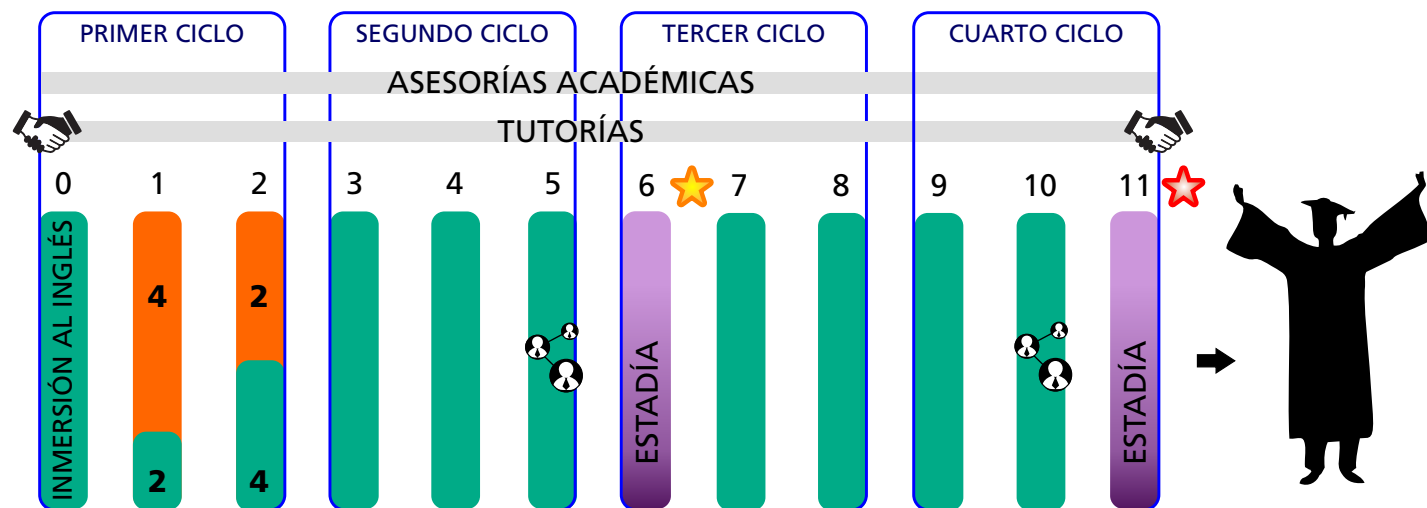 PRIMER CICLO
SEGUNDO CICLO
TERCER CICLO
CUARTO CICLO
ASESORÍAS ACADÉMICAS
TUTORÍAS
0 1 2 3 4 5 6 7 8 9 10 11
INMERSIÓN AL INGLÉS
4
2
2
4
ESTADÍA
ESTADÍA